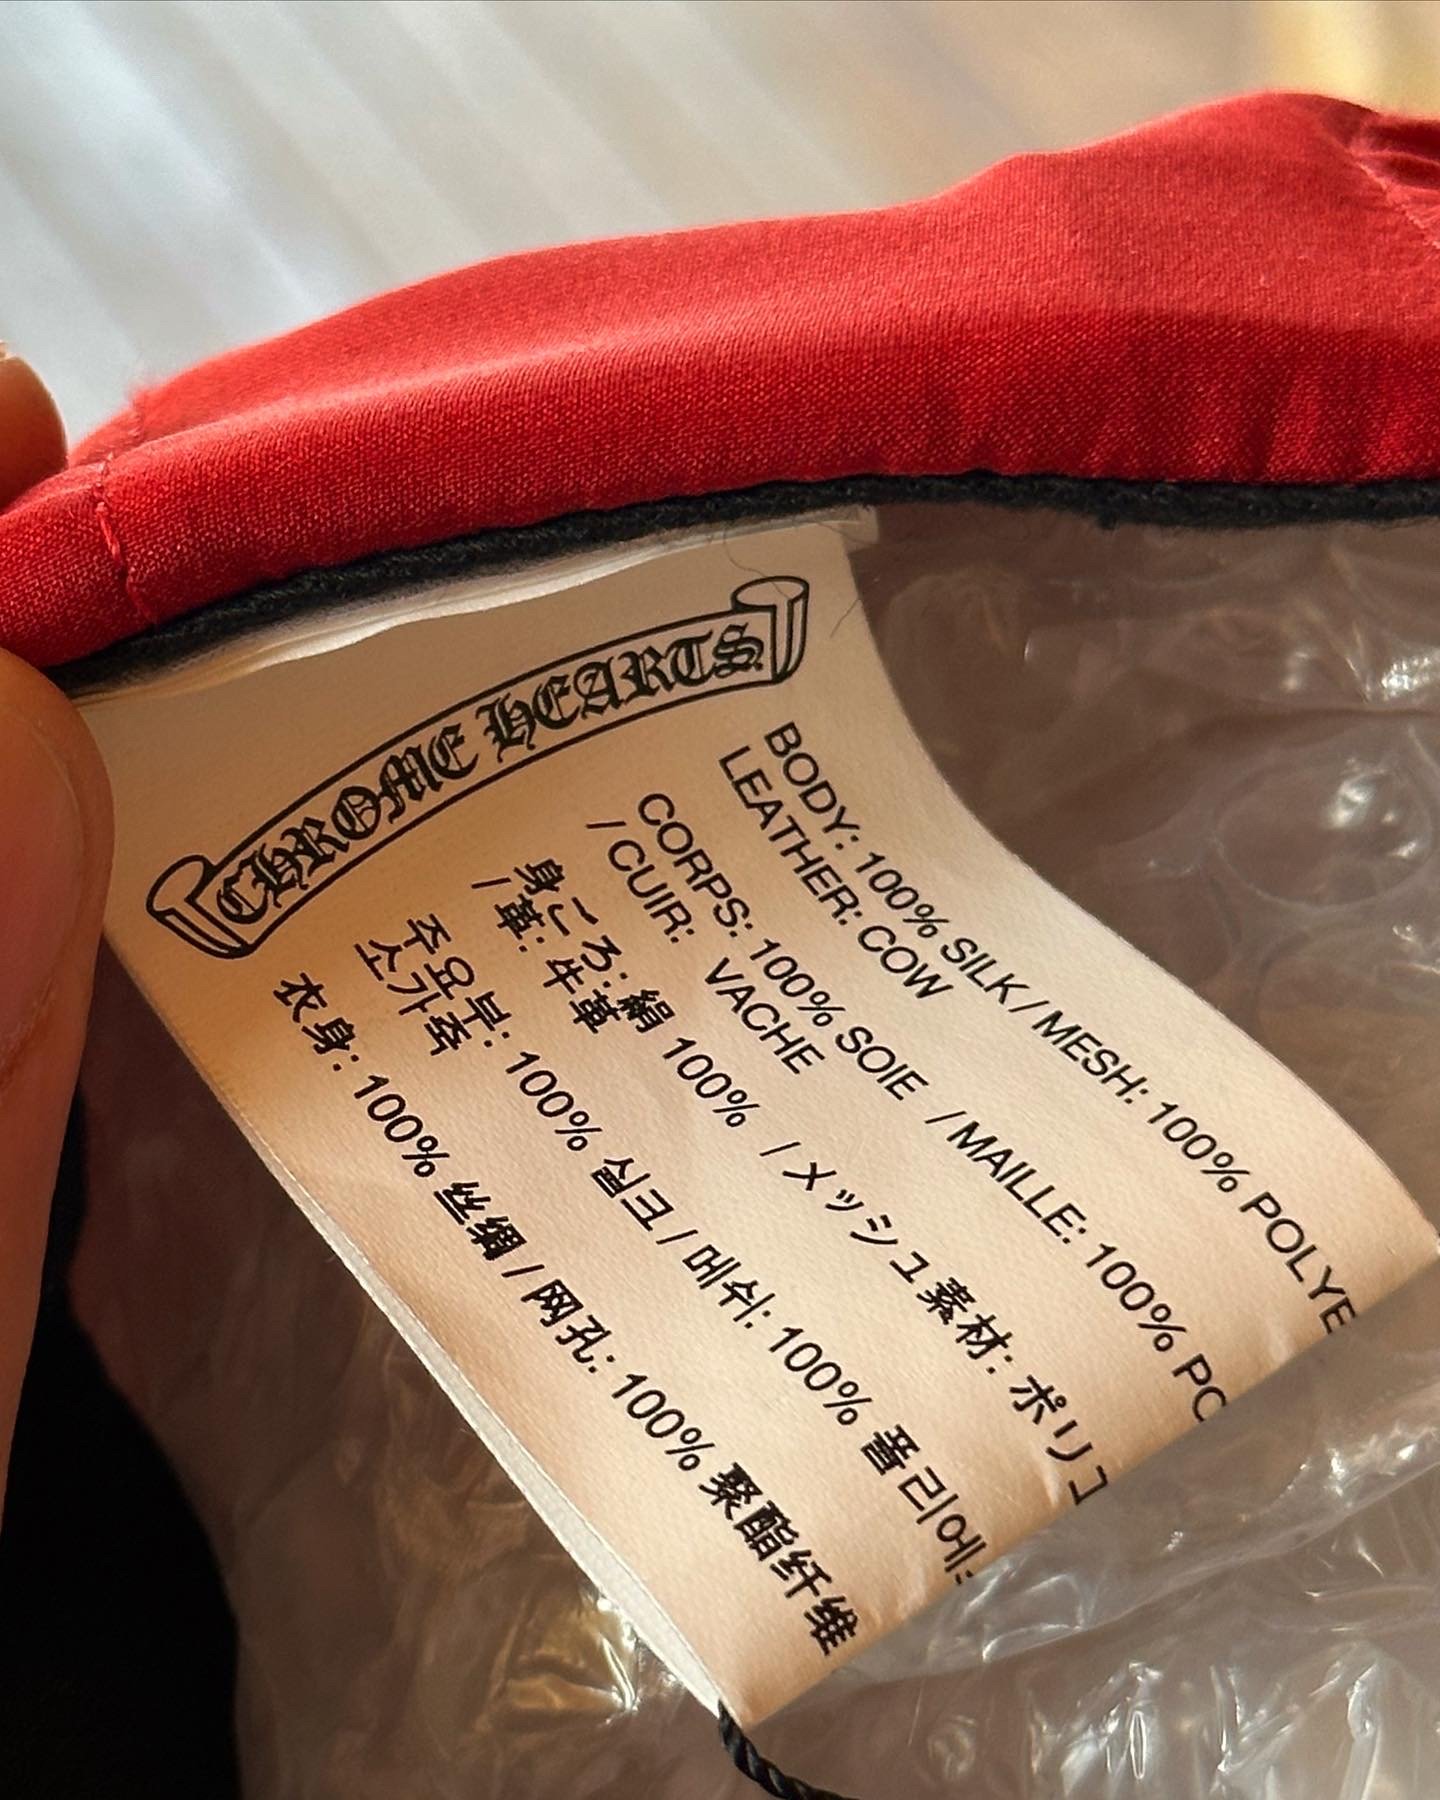 CHROME HEARTS
BODY: 100% SILK / MESH: 100% POLYE
LEATHER: COW
CORPS: 100% SOIE / MAILLE: 100% PO
/ CUIR: VACHE
身ごろ: 絹 100% / メッシュ素材: ポリエ
/ 革: 牛革
주요부: 100% 실크 / 메쉬: 100% 폴리에
소가죽
衣身: 100% 丝绸 / 网孔: 100% 聚酯纤维